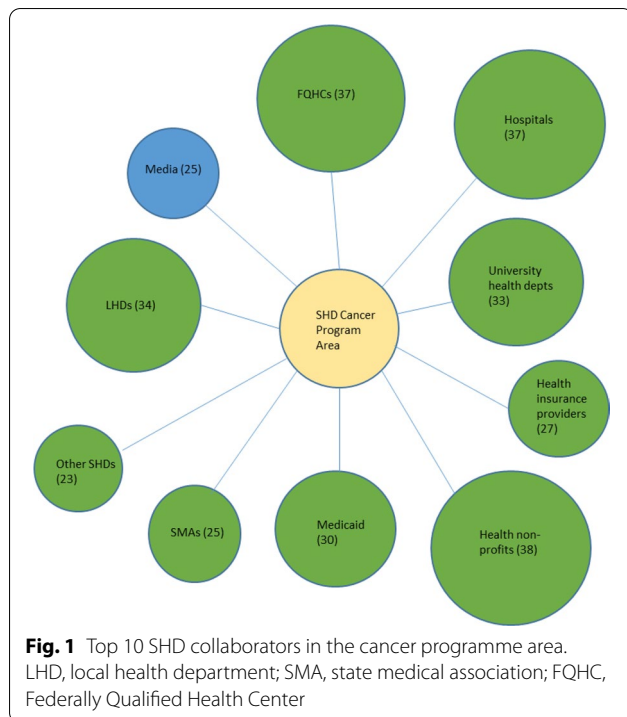 FQHCs (37)
Hospitals
(37)
Media (25)
University
health depts
(33)
LHDs (34)
SHD Cancer
Program
Area
Health
insurance
providers
(27)
Other SHDs
(23)
SMAs (25)
Medicaid
(30)
Health non-
profits (38)
Fig. 1 Top 10 SHD collaborators in the cancer programme area.
LHD, local health department; SMA, state medical association; FQHC,
Federally Qualified Health Center